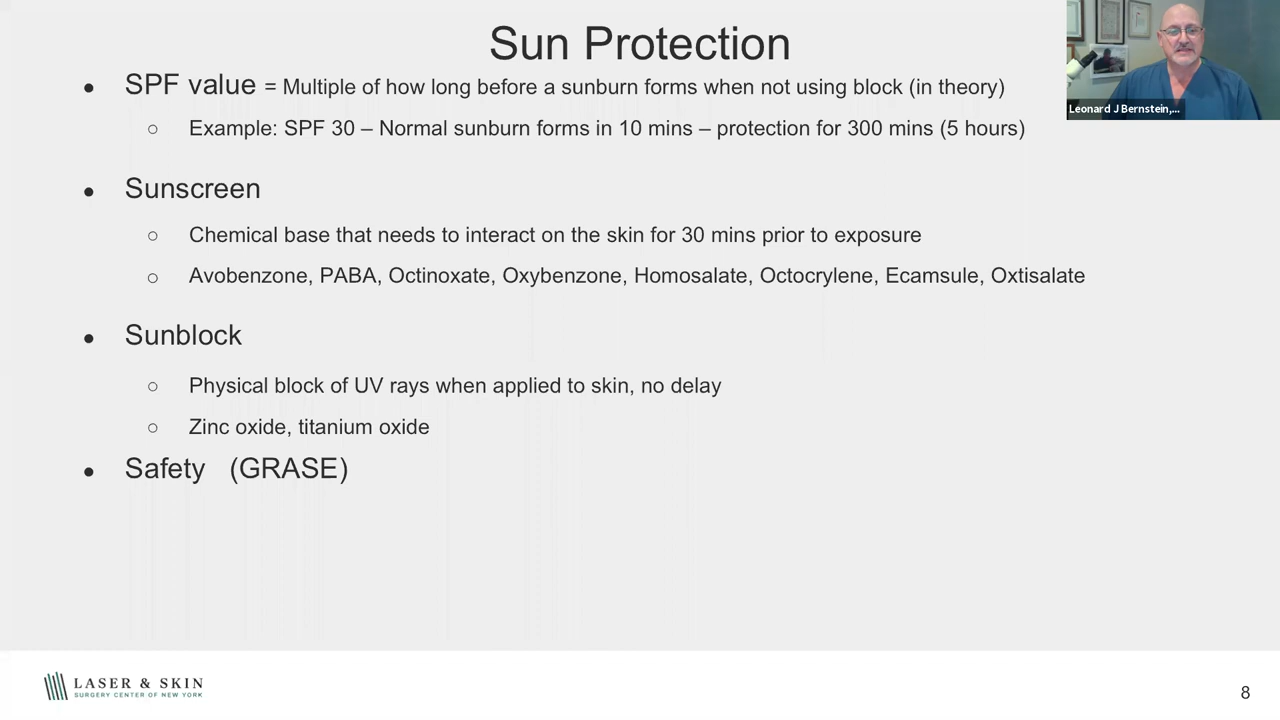 Sun Protection
● SPF value = Multiple of how long before a sunburn forms when not using block (in theory)
○ Example: SPF 30 – Normal sunburn forms in 10 mins – protection for 300 mins (5 hours)
● Sunscreen
○ Chemical base that needs to interact on the skin for 30 mins prior to exposure
○ Avobenzone, PABA, Octinoxate, Oxybenzone, Homosalate, Octocrylene, Ecamsule, Oxtisalate
● Sunblock
○ Physical block of UV rays when applied to skin, no delay
○ Zinc oxide, titanium oxide
● Safety (GRASE)
Leonard J Bernstein,...
LASER & SKIN
SURGERY CENTER OF NEW YORK
8